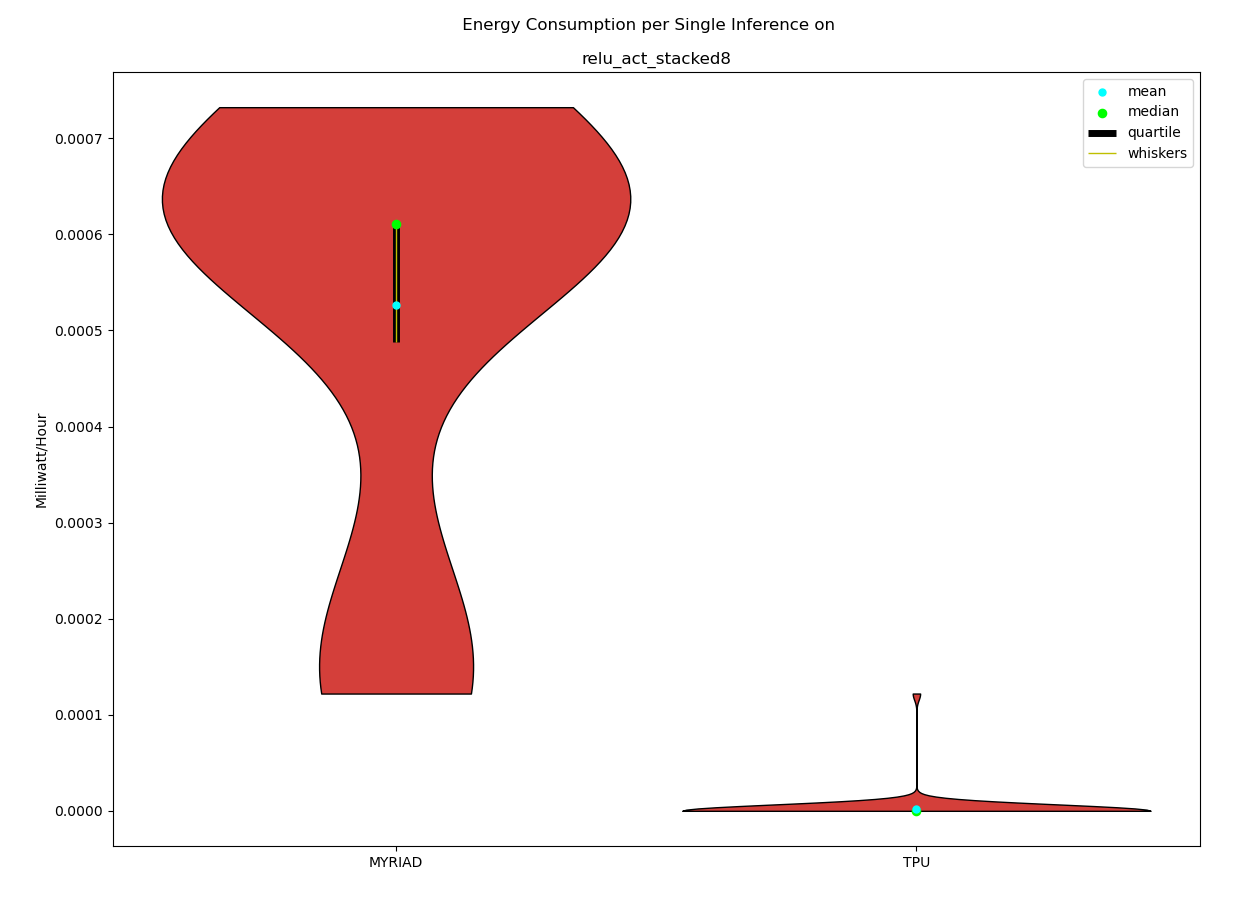 Energy Consumption per Single Inference on
relu_act_stacked8
mean
median
quartile
whiskers
Milliwatt/Hour
0.0007
0.0006
0.0005
0.0004
0.0003
0.0002
0.0001
0.0000
MYRIAD
TPU